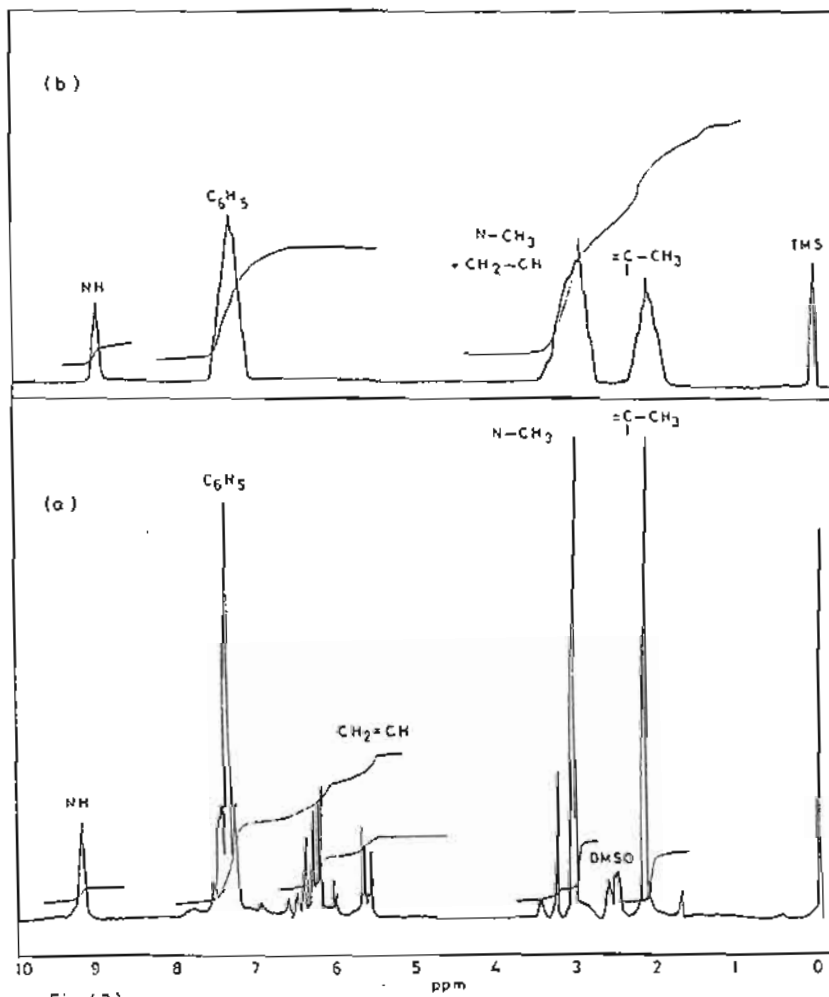 (b)
C6H5
N-CH3
+CH2-CH
=C-CH3
TMS
NH
(a)
C6H5
N-CH3
=C-CH3
CH2=CH
NH
DMSO
10 9 8 7 6 5 4 3 2 1 0
ppm